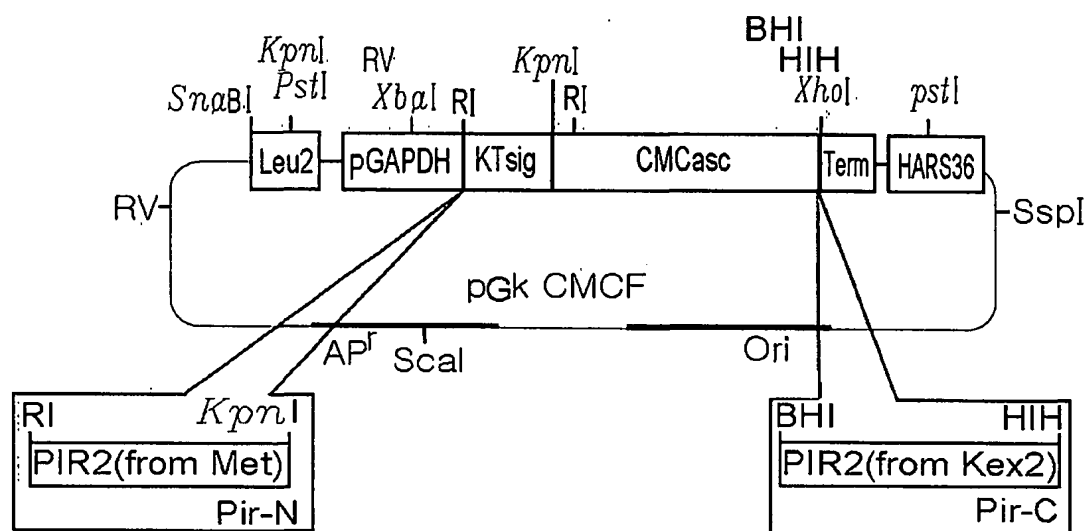 BHI
HIH
KpnI
PstI
RV
XbaI
RI
KpnI
RI
XhoI
pstI
SnaBI
Leu2
pGAPDH
KTsig
CMCasc
Term
HARS36
RV
SspI
pGk CMCF
APr
ScaI
Ori
RI
KpnI
PIR2(from Met)
Pir-N
BHI
HIH
PIR2(from Kex2)
Pir-C